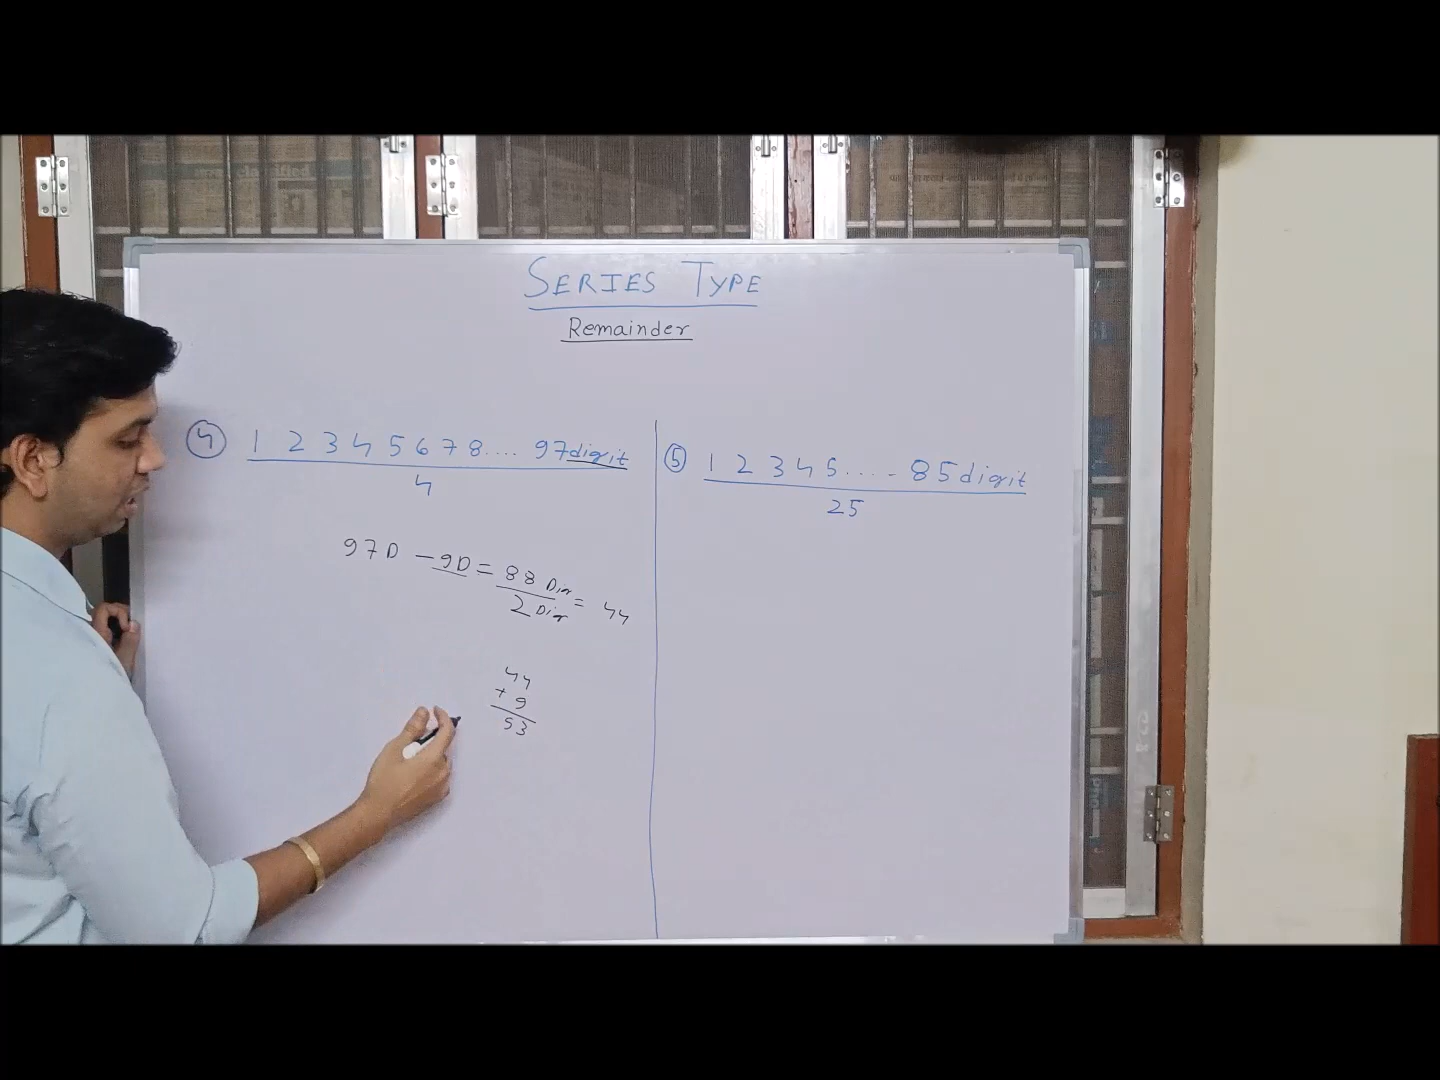 SERIES TYPE
Remainder
④ 1 2 3 4 5 6 7 8.... 97digit
4
97D - 9D = 88 Dig
2 Dig = 44
44
+ 9
53
⑤ 1 2 3 4 5..... 85digit
25